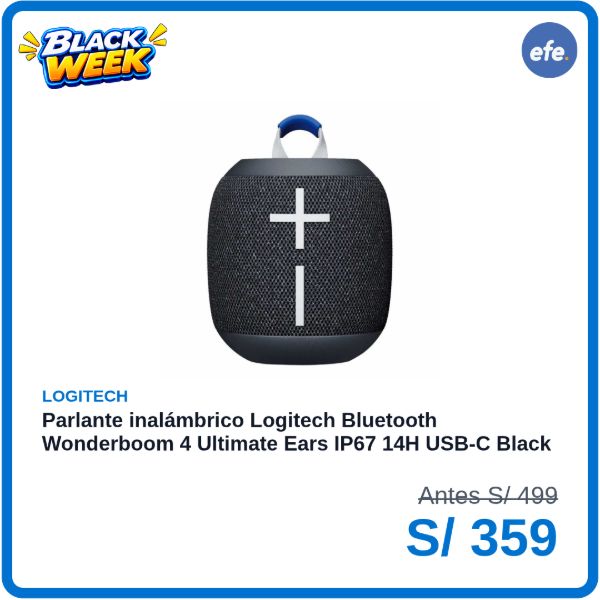 BLACK
WEEK
efe.
LOGITECH
Parlante inalámbrico Logitech Bluetooth
Wonderboom 4 Ultimate Ears IP67 14H USB-C Black
Antes S/ 499
S/ 359